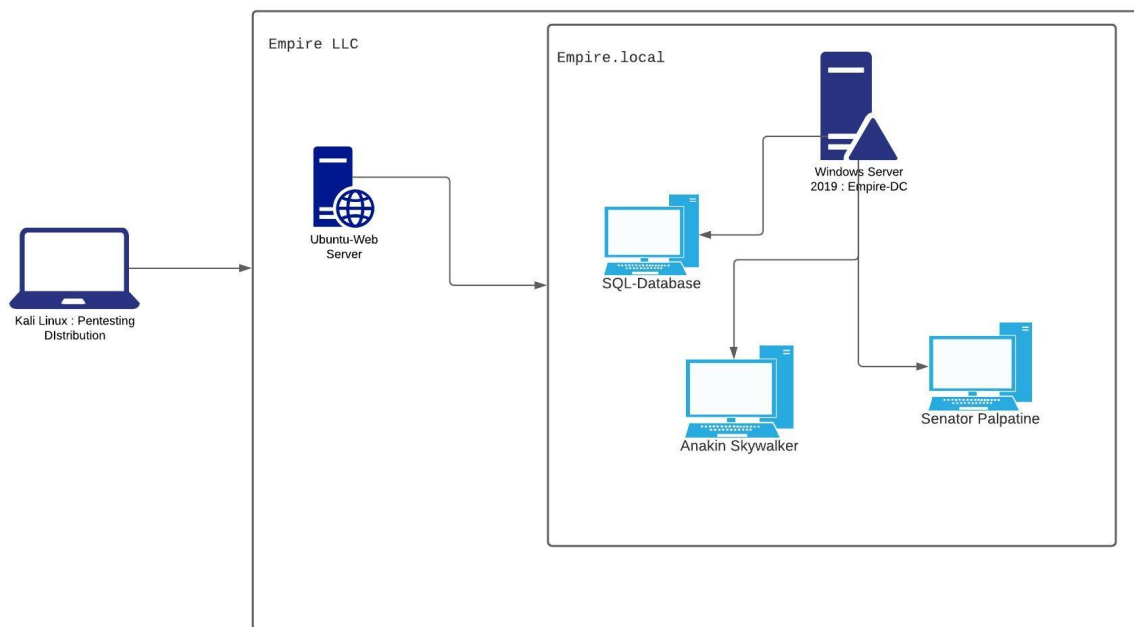 Empire LLC
Empire.local
Windows Server
2019 : Empire-DC
Ubuntu-Web
Server
SQL-Database
Kali Linux : Pentesting
DIstribution
Anakin Skywalker
Senator Palpatine